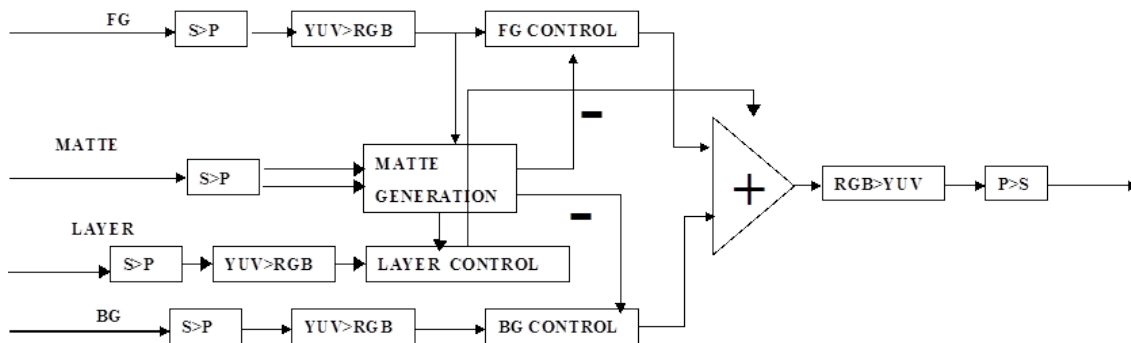 FG
S>P
YUV>RGB
FG CONTROL
-
MATTE
S>P
MATTE
GENERATION
-
+
RGB>YUV
P>S
LAYER
S>P
YUV>RGB
LAYER CONTROL
BG
S>P
YUV>RGB
BG CONTROL